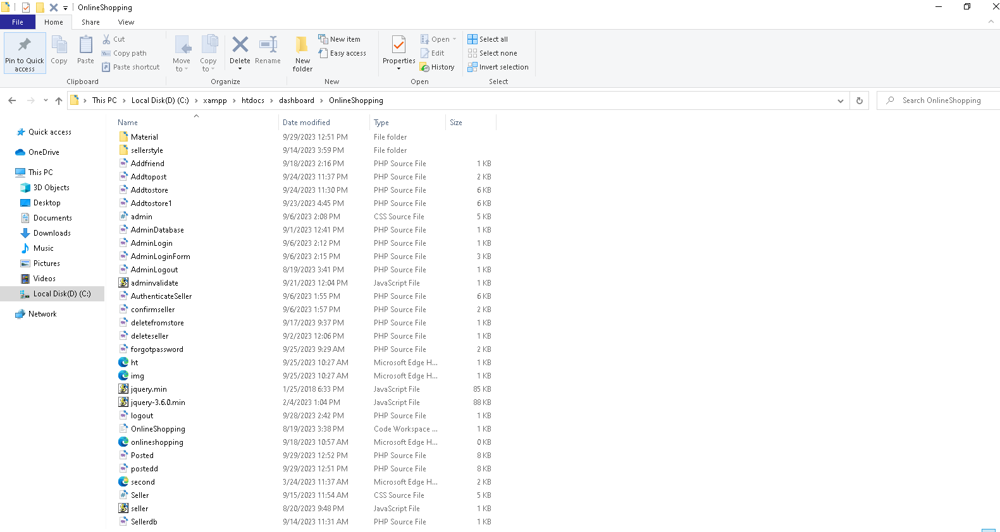 OnlineShopping
File Home Share View
Pin to Quick access
Copy
Paste
Cut
Copy path
Paste shortcut
Clipboard
Move to
Copy to
Delete
Rename
Organize
New folder
New item
Easy access
New
Properties
Open
Edit
History
Open
Select all
Select none
Invert selection
Select
This PC > Local Disk(D) (C:) > xampp > htdocs > dashboard > OnlineShopping
Search OnlineShopping
Quick access
OneDrive
This PC
3D Objects
Desktop
Documents
Downloads
Music
Pictures
Videos
Local Disk(D) (C:)
Network
Name Date modified Type Size
Material 9/29/2023 12:51 PM File folder
sellerstyle 9/14/2023 3:59 PM File folder
Addfriend 9/18/2023 2:16 PM PHP Source File 1 KB
Addtopost 9/24/2023 11:37 PM PHP Source File 2 KB
Addtostore 9/24/2023 11:30 PM PHP Source File 6 KB
Addtostore1 9/23/2023 4:45 PM PHP Source File 6 KB
admin 9/6/2023 2:08 PM CSS Source File 5 KB
AdminDatabase 9/1/2023 12:41 PM PHP Source File 1 KB
AdminLogin 9/6/2023 2:12 PM PHP Source File 1 KB
AdminLoginForm 9/6/2023 2:15 PM PHP Source File 3 KB
AdminLogout 8/19/2023 3:41 PM PHP Source File 1 KB
adminvalidate 9/21/2023 12:04 PM JavaScript File 1 KB
AuthenticateSeller 9/6/2023 1:55 PM PHP Source File 6 KB
confirmseller 9/6/2023 1:57 PM PHP Source File 2 KB
deletefromstore 9/17/2023 9:37 PM PHP Source File 1 KB
deleteseller 9/2/2023 12:06 PM PHP Source File 1 KB
forgotpassword 9/25/2023 9:29 AM PHP Source File 2 KB
ht 9/25/2023 10:27 AM Microsoft Edge H... 1 KB
img 9/25/2023 10:27 AM Microsoft Edge H... 1 KB
jquery.min 1/25/2018 6:33 PM JavaScript File 85 KB
jquery-3.6.0.min 2/4/2023 1:04 PM JavaScript File 88 KB
logout 9/28/2023 2:42 PM PHP Source File 1 KB
OnlineShopping 8/19/2023 3:38 PM Code Workspace ... 1 KB
onlineshopping 9/18/2023 10:57 AM Microsoft Edge H... 0 KB
Posted 9/29/2023 12:52 PM PHP Source File 8 KB
postedd 9/29/2023 12:51 PM PHP Source File 8 KB
second 3/24/2023 11:37 AM Microsoft Edge H... 2 KB
Seller 9/15/2023 11:54 AM CSS Source File 5 KB
seller 8/20/2023 9:48 PM JavaScript File 1 KB
Sellerdb 9/14/2023 11:31 AM PHP Source File 1 KB